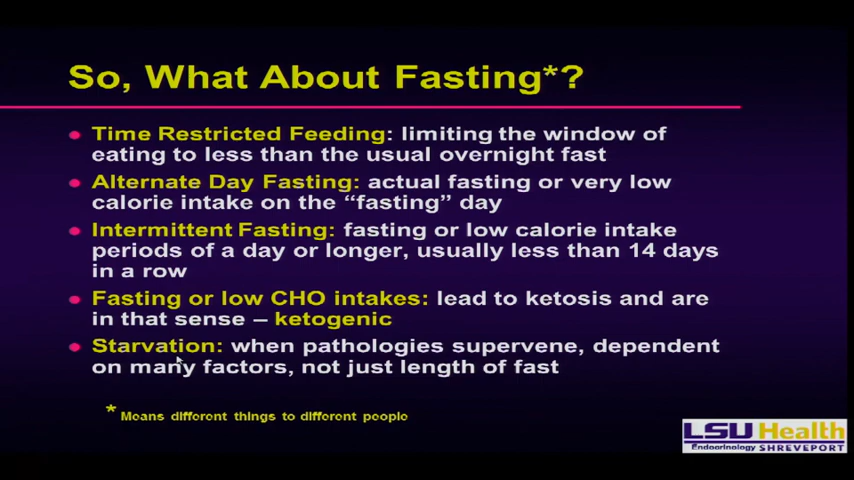 So, What About Fasting*?
Time Restricted Feeding: limiting the window of
eating to less than the usual overnight fast
Alternate Day Fasting: actual fasting or very low
calorie intake on the “fasting” day
Intermittent Fasting: fasting or low calorie intake
periods of a day or longer, usually less than 14 days
in a row
Fasting or low CHO intakes: lead to ketosis and are
in that sense – ketogenic
Starvation: when pathologies supervene, dependent
on many factors, not just length of fast
* Means different things to different people
LSU Health
Endocrinology SHREVEPORT